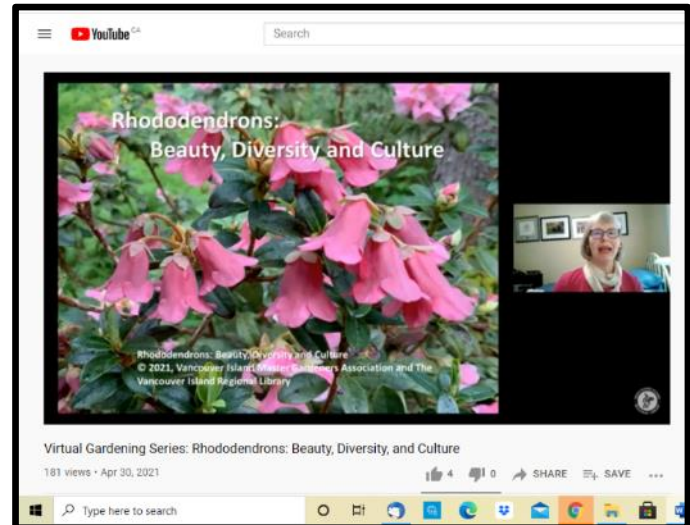 YouTube CA
Search
Rhododendrons:
Beauty, Diversity and Culture
Rhododendrons: Beauty, Diversity and Culture
© 2021, Vancouver Island Master Gardeners Association and The
Vancouver Island Regional Library
Virtual Gardening Series: Rhododendrons: Beauty, Diversity, and Culture
181 views • Apr 30, 2021
4
0
SHARE
SAVE
Type here to search